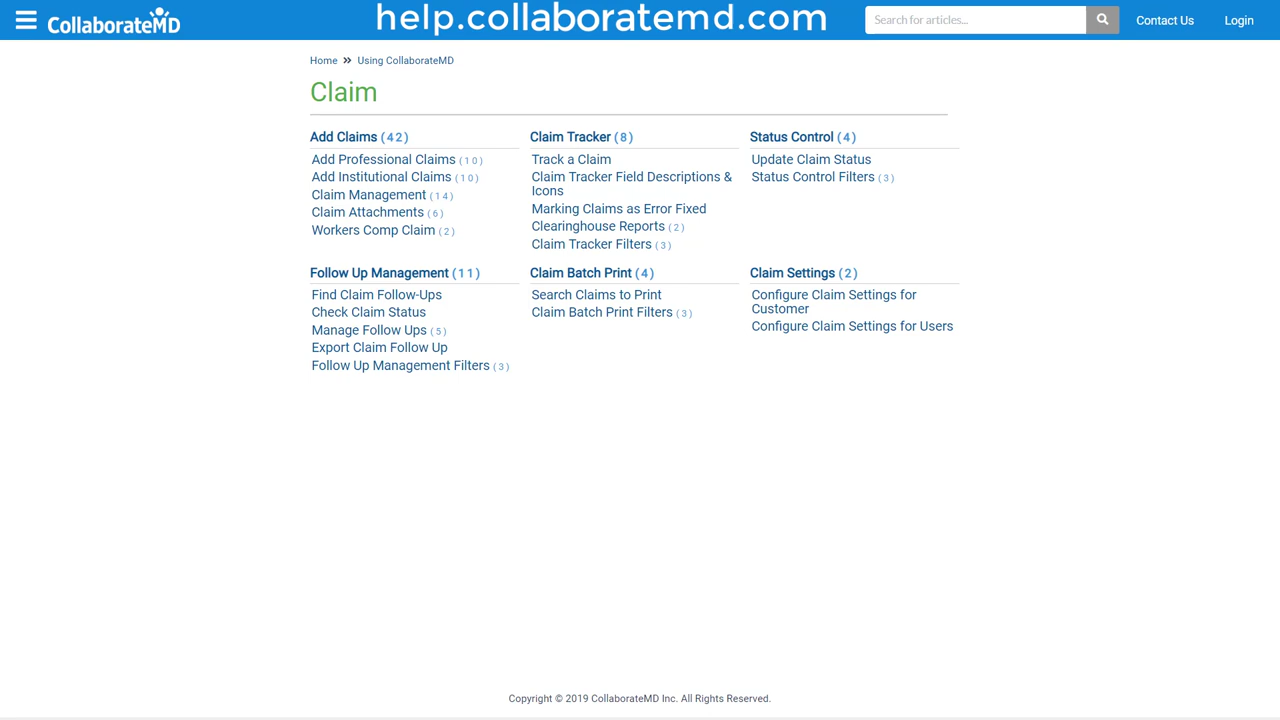 CollaborateMD
help.collaboratemd.com
Search for articles...
Contact Us
Login
Home » Using CollaborateMD
Claim
Add Claims (42)
Add Professional Claims (10)
Add Institutional Claims (10)
Claim Management (14)
Claim Attachments (6)
Workers Comp Claim (2)
Claim Tracker (8)
Track a Claim
Claim Tracker Field Descriptions &
Icons
Marking Claims as Error Fixed
Clearinghouse Reports (2)
Claim Tracker Filters (3)
Status Control (4)
Update Claim Status
Status Control Filters (3)
Follow Up Management (11)
Find Claim Follow-Ups
Check Claim Status
Manage Follow Ups (5)
Export Claim Follow Up
Follow Up Management Filters (3)
Claim Batch Print (4)
Search Claims to Print
Claim Batch Print Filters (3)
Claim Settings (2)
Configure Claim Settings for
Customer
Configure Claim Settings for Users
Copyright © 2019 CollaborateMD Inc. All Rights Reserved.